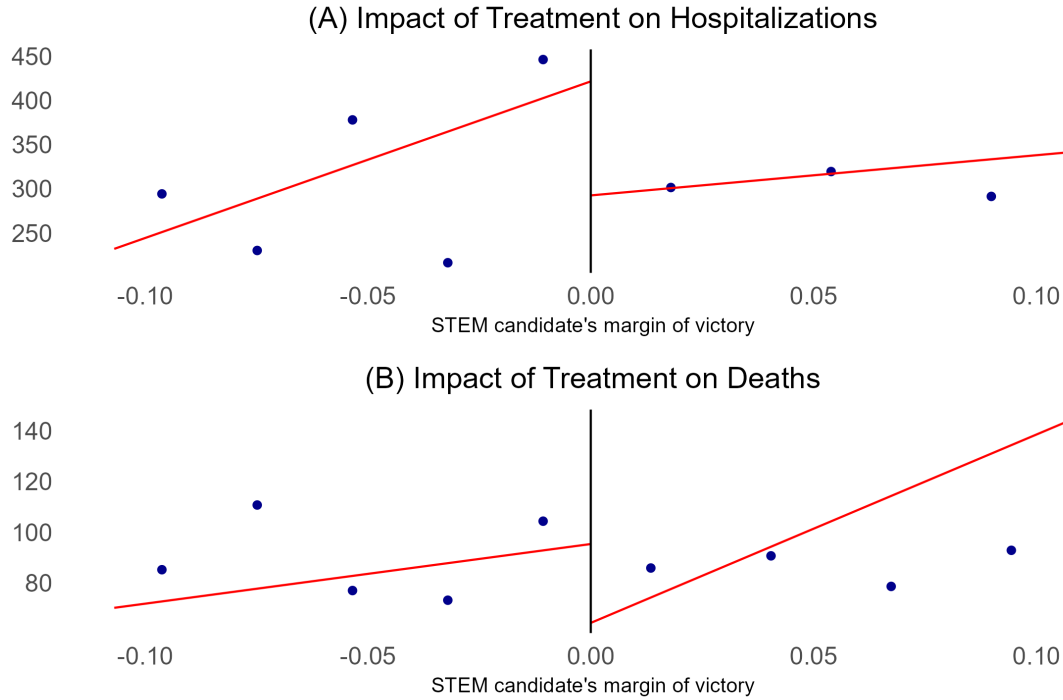 (A) Impact of Treatment on Hospitalizations
450
400
350
300
250
-0.10 -0.05 0.00 0.05 0.10
STEM candidate's margin of victory
(B) Impact of Treatment on Deaths
140
120
100
80
-0.10 -0.05 0.00 0.05 0.10
STEM candidate's margin of victory